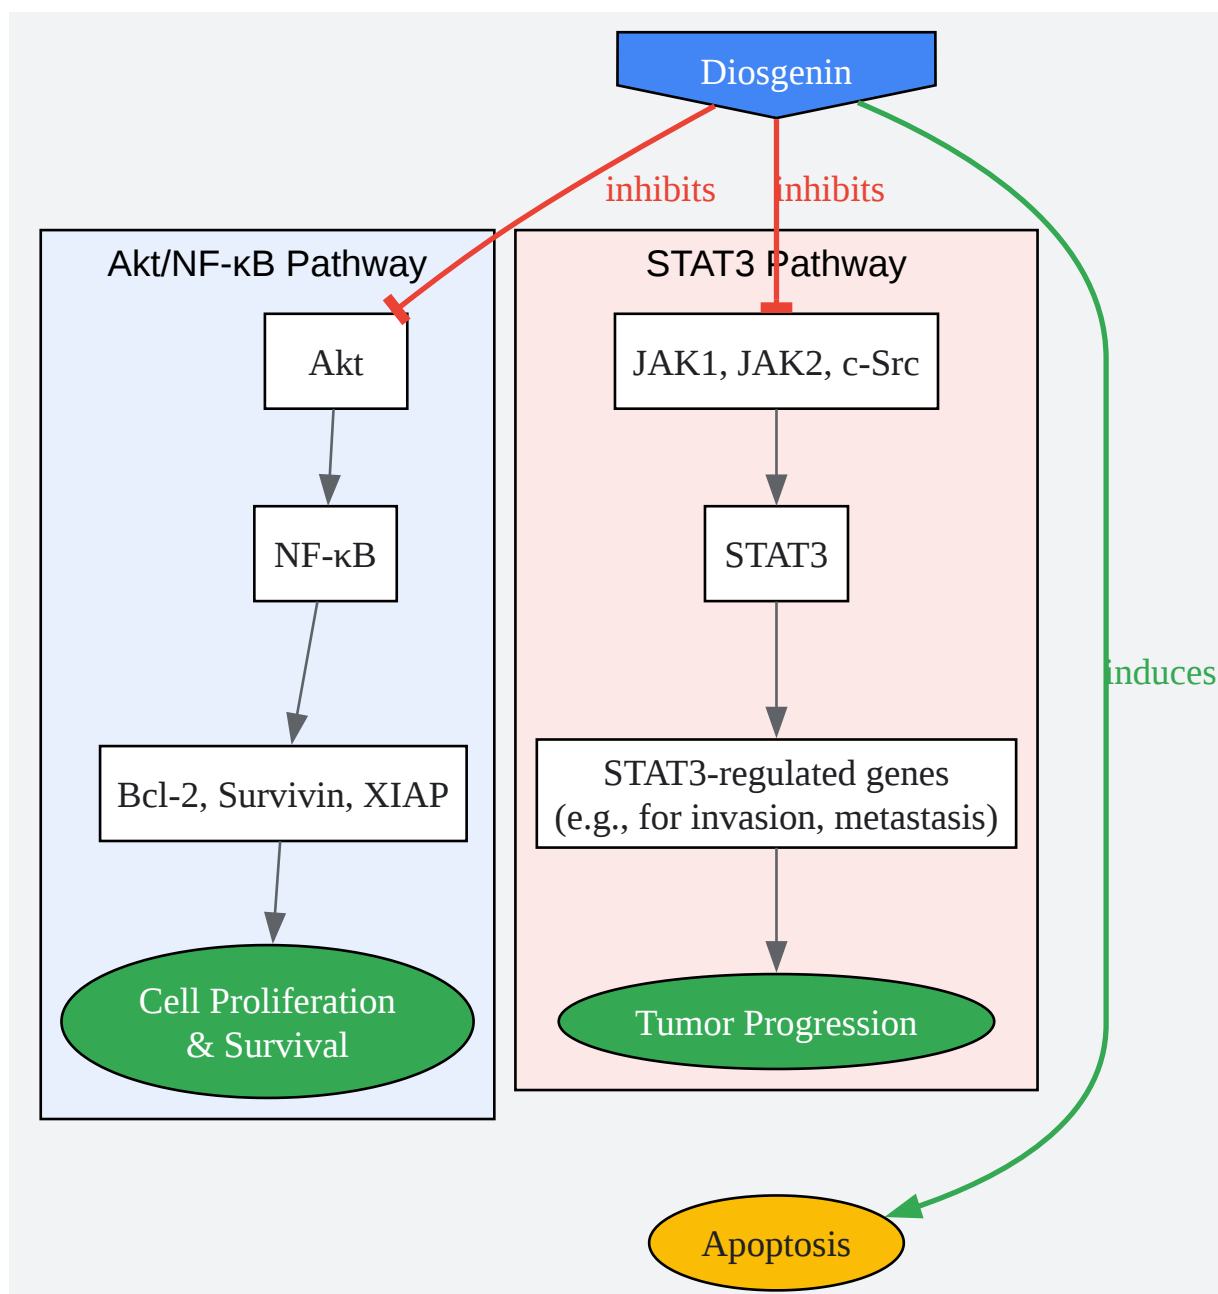 Diosgenin
inhibits
inhibits
Akt/NF-κB Pathway
STAT3 Pathway
Akt
JAK1, JAK2, c-Src
NF-κB
STAT3
induces
Bcl-2, Survivin, XIAP
STAT3-regulated genes
(e.g., for invasion, metastasis)
Cell Proliferation
& Survival
Tumor Progression
Apoptosis